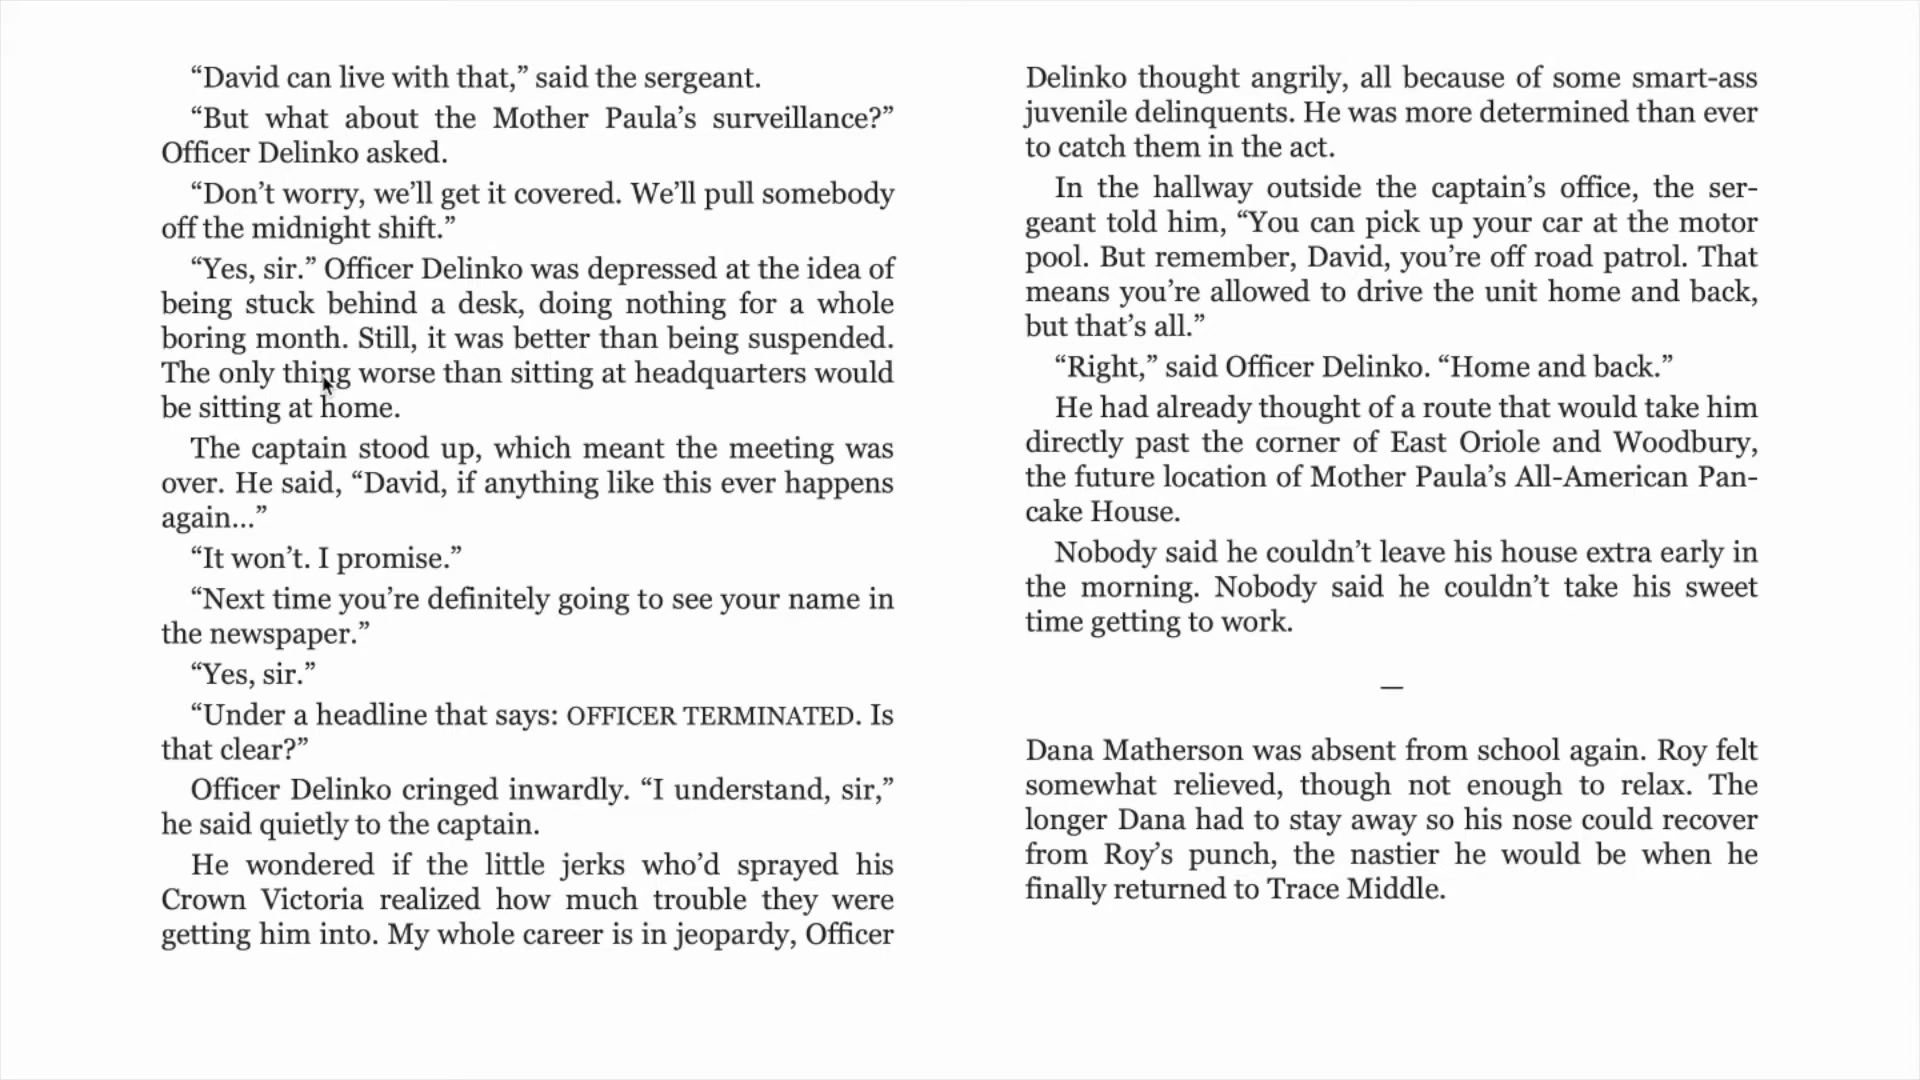 “David can live with that,” said the sergeant.
“But what about the Mother Paula’s surveillance?”
Officer Delinko asked.
“Don’t worry, we’ll get it covered. We’ll pull somebody
off the midnight shift.”
“Yes, sir.” Officer Delinko was depressed at the idea of
being stuck behind a desk, doing nothing for a whole
boring month. Still, it was better than being suspended.
The only thing worse than sitting at headquarters would
be sitting at home.
The captain stood up, which meant the meeting was
over. He said, “David, if anything like this ever happens
again...”
“It won’t. I promise.”
“Next time you’re definitely going to see your name in
the newspaper.”
“Yes, sir.”
“Under a headline that says: OFFICER TERMINATED. Is
that clear?”
Officer Delinko cringed inwardly. “I understand, sir,”
he said quietly to the captain.
He wondered if the little jerks who’d sprayed his
Crown Victoria realized how much trouble they were
getting him into. My whole career is in jeopardy, Officer
Delinko thought angrily, all because of some smart-ass
juvenile delinquents. He was more determined than ever
to catch them in the act.
In the hallway outside the captain’s office, the ser-
geant told him, “You can pick up your car at the motor
pool. But remember, David, you’re off road patrol. That
means you’re allowed to drive the unit home and back,
but that’s all.”
“Right,” said Officer Delinko. “Home and back.”
He had already thought of a route that would take him
directly past the corner of East Oriole and Woodbury,
the future location of Mother Paula’s All-American Pan-
cake House.
Nobody said he couldn’t leave his house extra early in
the morning. Nobody said he couldn’t take his sweet
time getting to work.
—
Dana Matherson was absent from school again. Roy felt
somewhat relieved, though not enough to relax. The
longer Dana had to stay away so his nose could recover
from Roy’s punch, the nastier he would be when he
finally returned to Trace Middle.